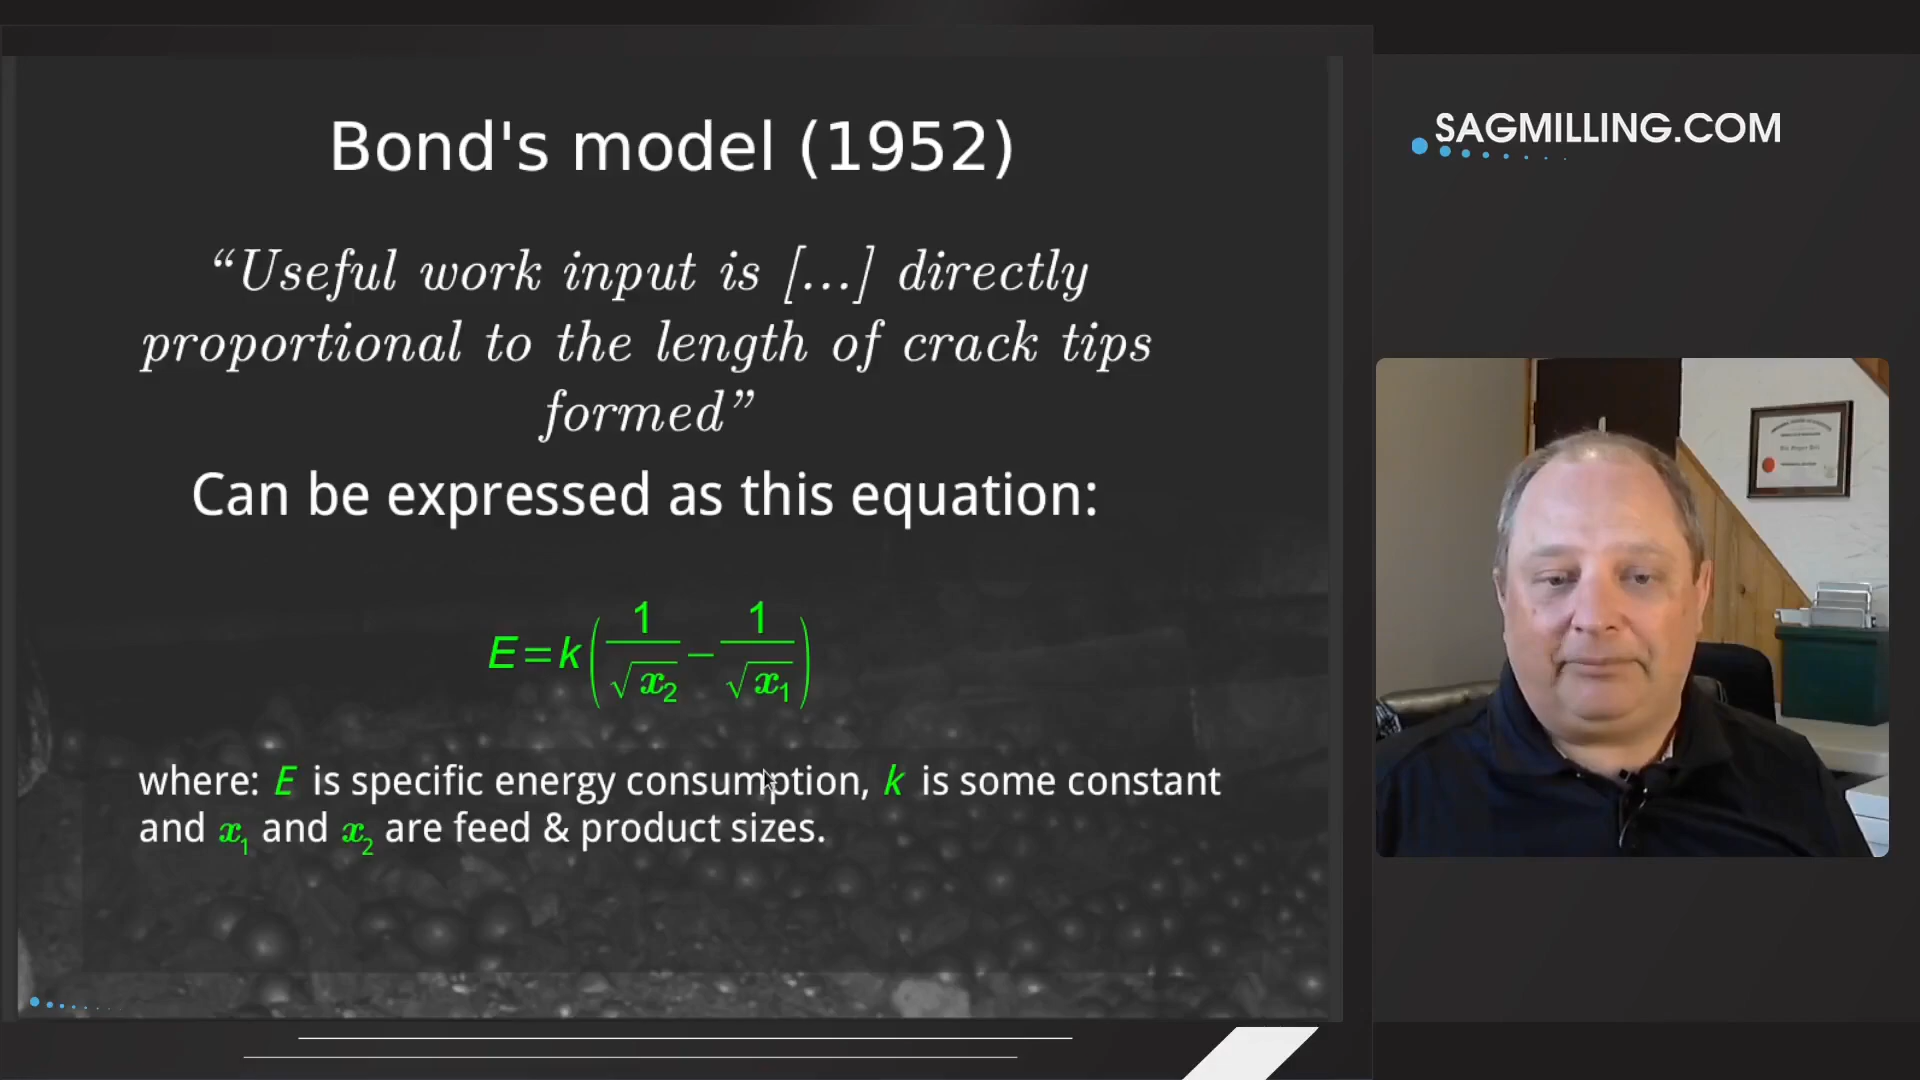 Bond's model (1952)
SAGMILLING.COM
“Useful work input is [...] directly
proportional to the length of crack tips
formed”
Can be expressed as this equation:
E=k(1/√x₂−1/√x₁)
where: E is specific energy consumption, k is some constant
and x₁ and x₂ are feed & product sizes.